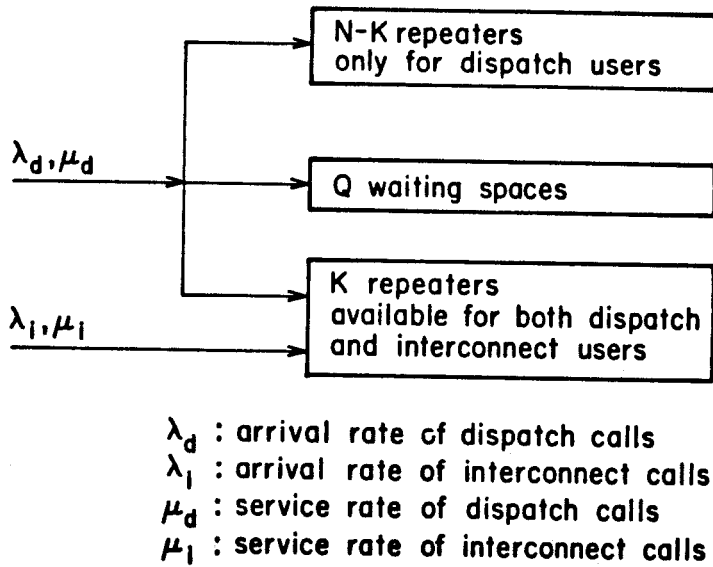 N-K repeaters
only for dispatch users
λd, μd
Q waiting spaces
K repeaters
available for both dispatch
and interconnect users
λi, μi
λd : arrival rate of dispatch calls
λi : arrival rate of interconnect calls
μd : service rate of dispatch calls
μi : service rate of interconnect calls